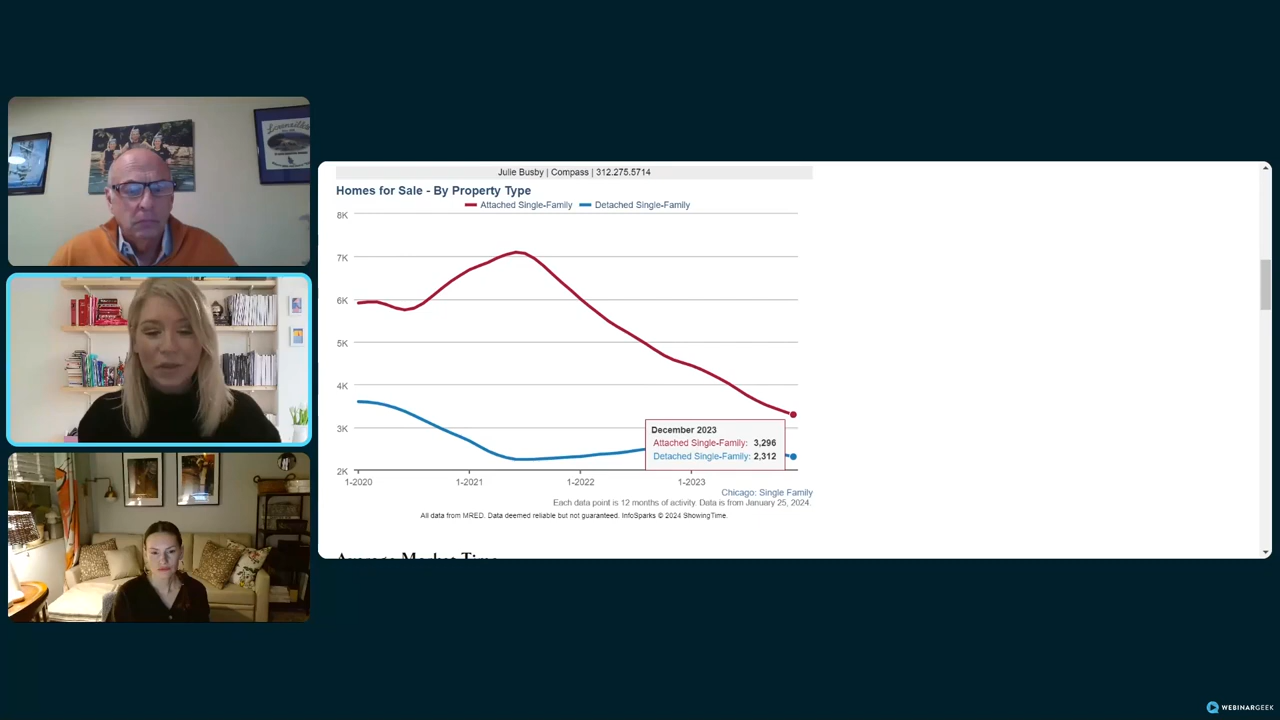 Julie Busby | Compass | 312.275.5714
Homes for Sale - By Property Type
Attached Single-Family Detached Single-Family
8K
7K
6K
5K
4K
3K
2K
December 2023
Attached Single-Family: 3,296
Detached Single-Family: 2,312
1-2020 1-2021 1-2022 1-2023
Chicago: Single Family
Each data point is 12 months of activity. Data is from January 25, 2024.
All data from MRED. Data deemed reliable but not guaranteed. InfoSparks © 2024 ShowingTime.
Average Market Time
WEBINARGEEK